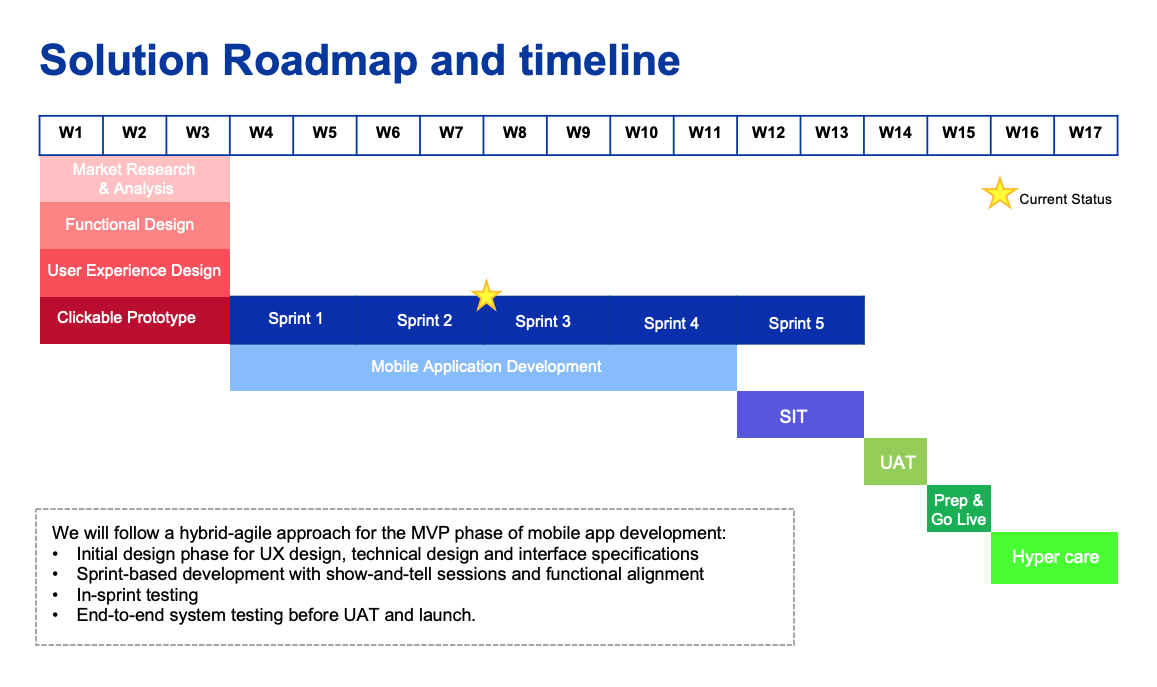 Solution Roadmap and timeline
W1 W2 W3 W4 W5 W6 W7 W8 W9 W10 W11 W12 W13 W14 W15 W16 W17
Market Research
& Analysis
Current Status
Functional Design
User Experience Design
Clickable Prototype
Sprint 1
Sprint 2
Sprint 3
Sprint 4
Sprint 5
Mobile Application Development
SIT
UAT
Prep &
Go Live
Hyper care
We will follow a hybrid-agile approach for the MVP phase of mobile app development:
• Initial design phase for UX design, technical design and interface specifications
• Sprint-based development with show-and-tell sessions and functional alignment
• In-sprint testing
• End-to-end system testing before UAT and launch.